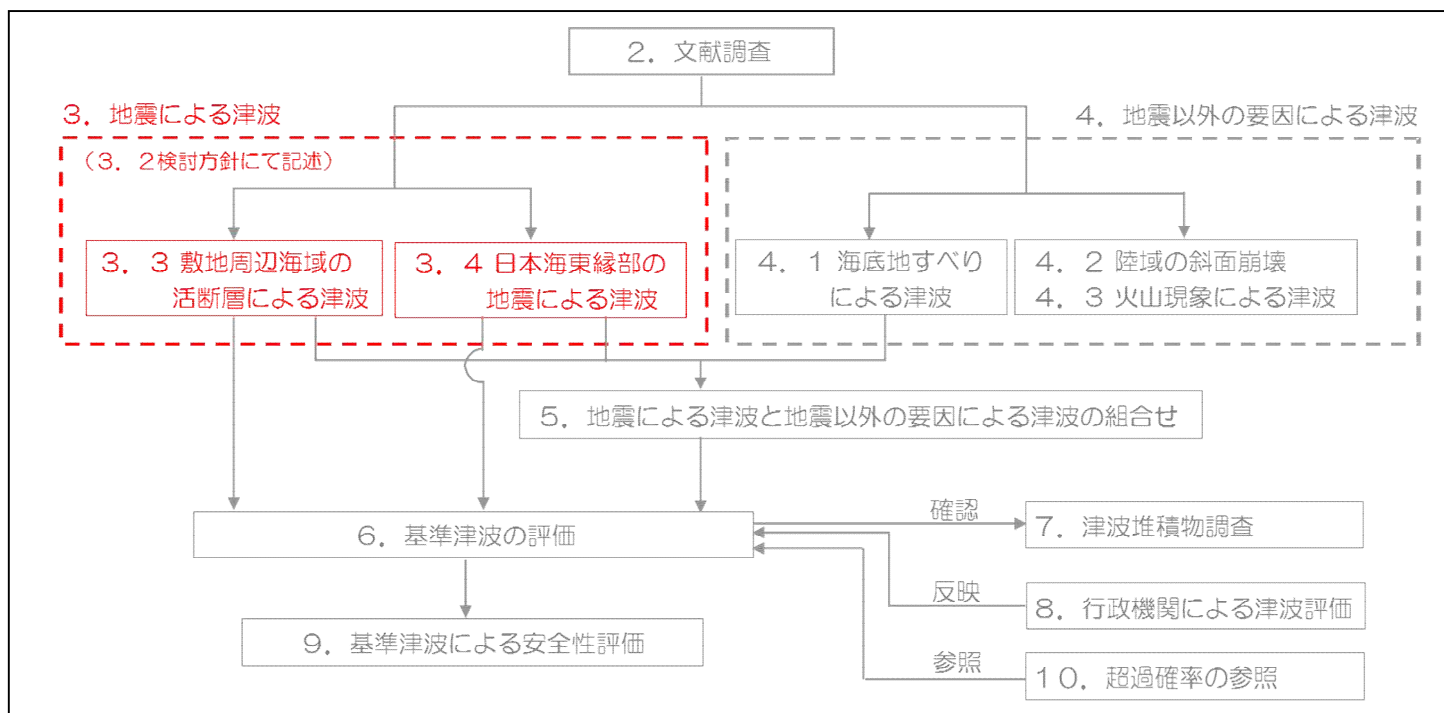 2．文献調査
3．地震による津波
（3．2検討方針にて記述）
3．3 敷地周辺海域の
活断層による津波
3．4 日本海東縁部の
地震による津波
4．地震以外の要因による津波
4．1 海底地すべり
による津波
4．2 陸域の斜面崩壊
4．3 火山現象による津波
5．地震による津波と地震以外の要因による津波の組合せ
6．基準津波の評価
確認
7．津波堆積物調査
反映
8．行政機関による津波評価
9．基準津波による安全性評価
参照
10．超過確率の参照